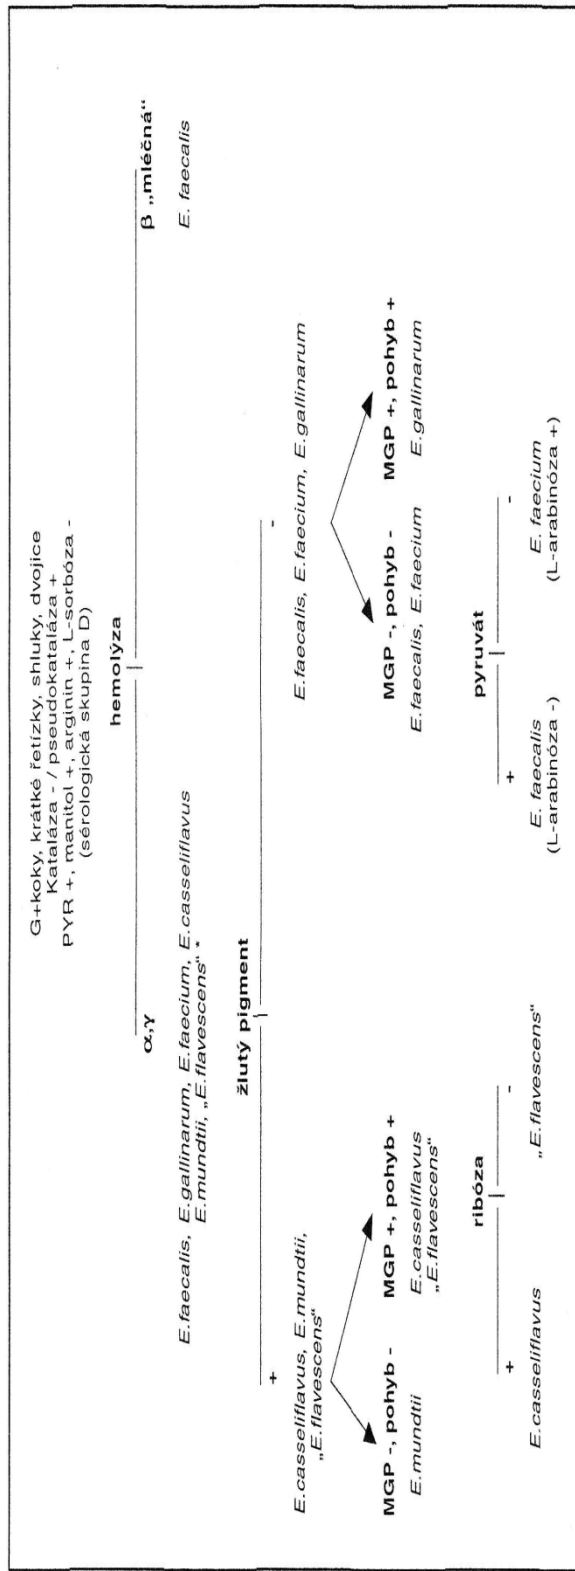 G+koky, krátké řetízky, shluky, dvojice
Kataláza - / pseudokataláza +
PYR +, manitol +, arginin +, L-sorbóza -
(sérologická skupina D)
hemolýza
α,γ
β „mléčná“
E.faecalis, E.gallinarum, E.faecium, E.casseliflavus
E.mundtii, „E.flavescens“ *
E. faecalis
žlutý pigment
+
-
E.casseliflavus, E.mundtii,
„E.flavescens“
E.faecalis, E.faecium, E.gallinarum
MGP -, pohyb -
MGP +, pohyb +
MGP -, pohyb -
MGP +, pohyb +
E.mundtii
E.casseliflavus
„E.flavescens“
E.faecalis, E.faecium
E.gallinarum
ribóza
pyruvát
+
-
+
-
E.casseliflavus
„E.flavescens“
E. faecalis
(L-arabinóza -)
E. faecium
(L-arabinóza +)